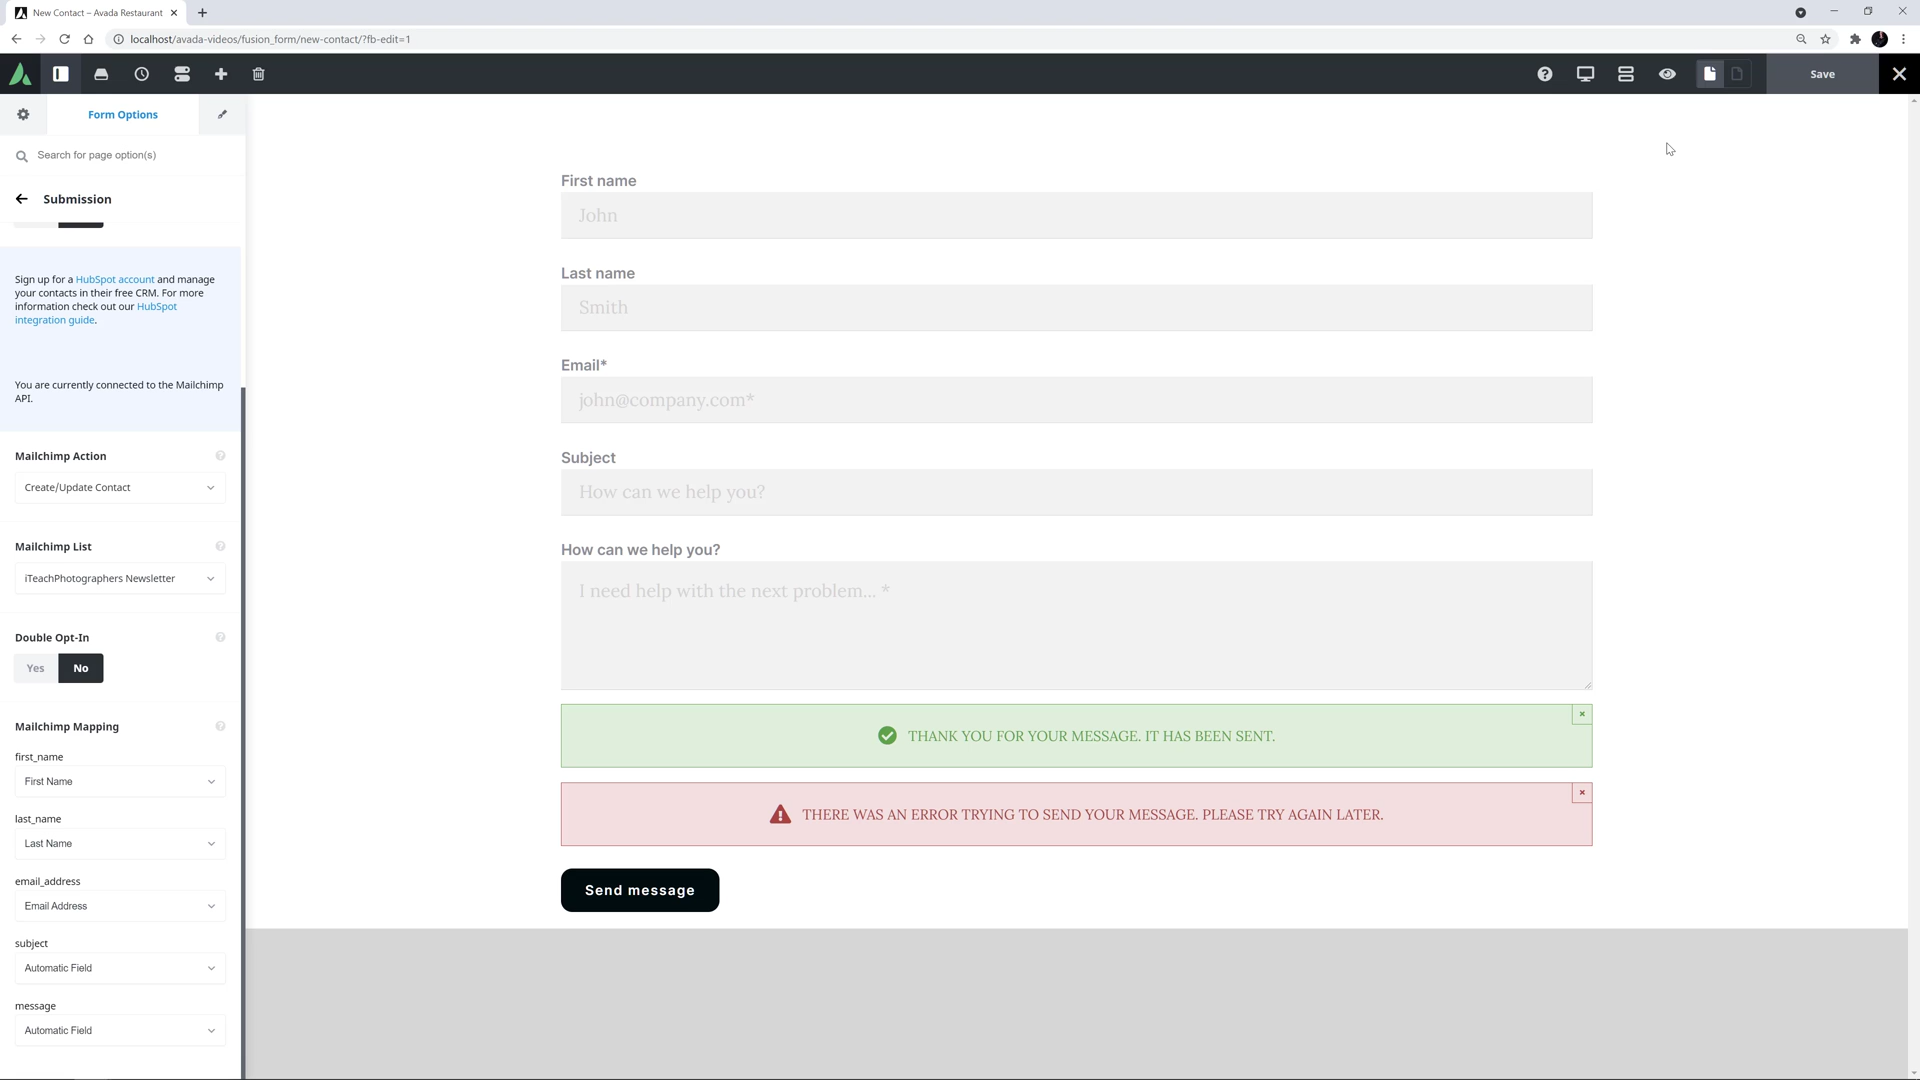 New Contact – Avada Restaurant
localhost/avada-videos/fusion_form/new-contact/?fb-edit=1
Save
Form Options
Search for page option(s)
Submission
Sign up for a HubSpot account and manage
your contacts in their free CRM. For more
information check out our HubSpot
integration guide.
You are currently connected to the Mailchimp
API.
Mailchimp Action
Create/Update Contact
Mailchimp List
iTeachPhotographers Newsletter
Double Opt-In
Yes
No
Mailchimp Mapping
first_name
First Name
last_name
Last Name
email_address
Email Address
subject
Automatic Field
message
Automatic Field
First name
John
Last name
Smith
Email*
john@company.com*
Subject
How can we help you?
How can we help you?
I need help with the next problem... *
THANK YOU FOR YOUR MESSAGE. IT HAS BEEN SENT.
THERE WAS AN ERROR TRYING TO SEND YOUR MESSAGE. PLEASE TRY AGAIN LATER.
Send message